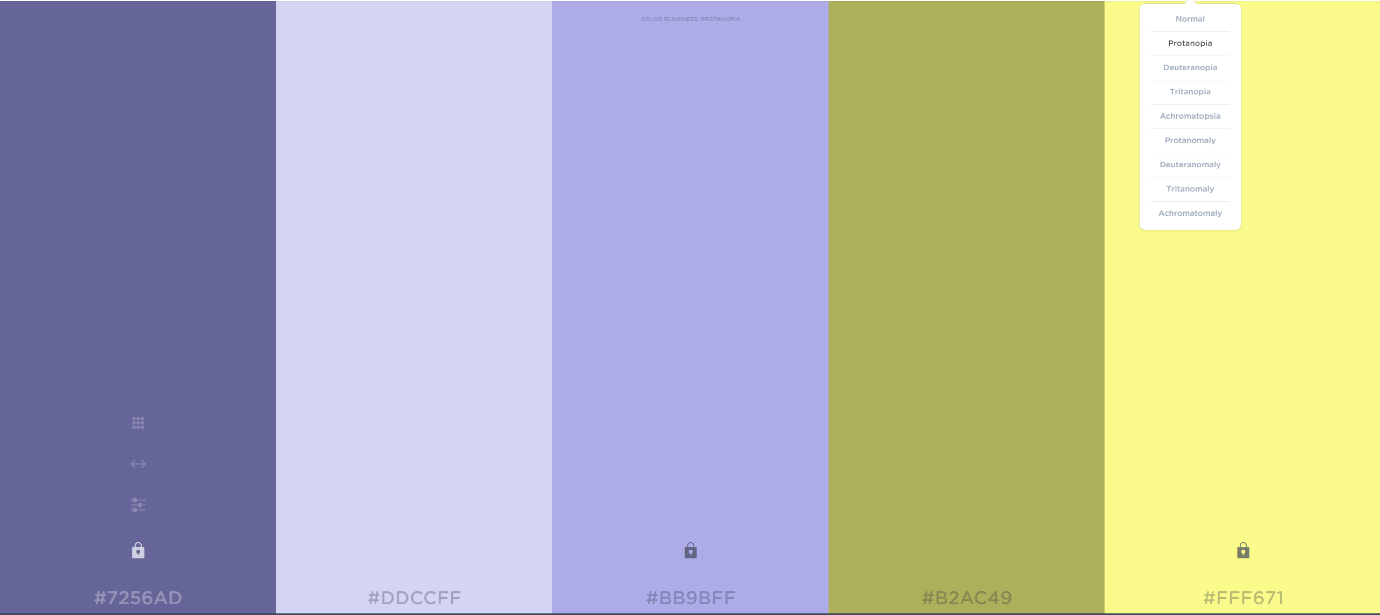 COLOR BLINDNESS: PROTANOPIA
Normal
Protanopia
Deuteranopia
Tritanopia
Achromatopsia
Protanomaly
Deuteranomaly
Tritanomaly
Achromatomaly
#7256AD
#DDCCFF
#BB9BFF
#B2AC49
#FFF671